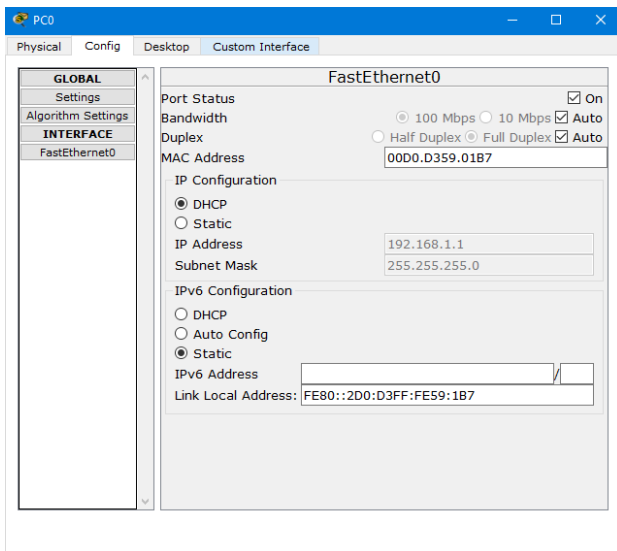 PC0
Physical Config Desktop Custom Interface
GLOBAL
Settings
Algorithm Settings
INTERFACE
FastEthernet0
FastEthernet0
Port Status On
Bandwidth 100 Mbps 10 Mbps Auto
Duplex Half Duplex Full Duplex Auto
MAC Address 00D0.D359.01B7
IP Configuration
DHCP
Static
IP Address 192.168.1.1
Subnet Mask 255.255.255.0
IPv6 Configuration
DHCP
Auto Config
Static
IPv6 Address /
Link Local Address: FE80::2D0:D3FF:FE59:1B7